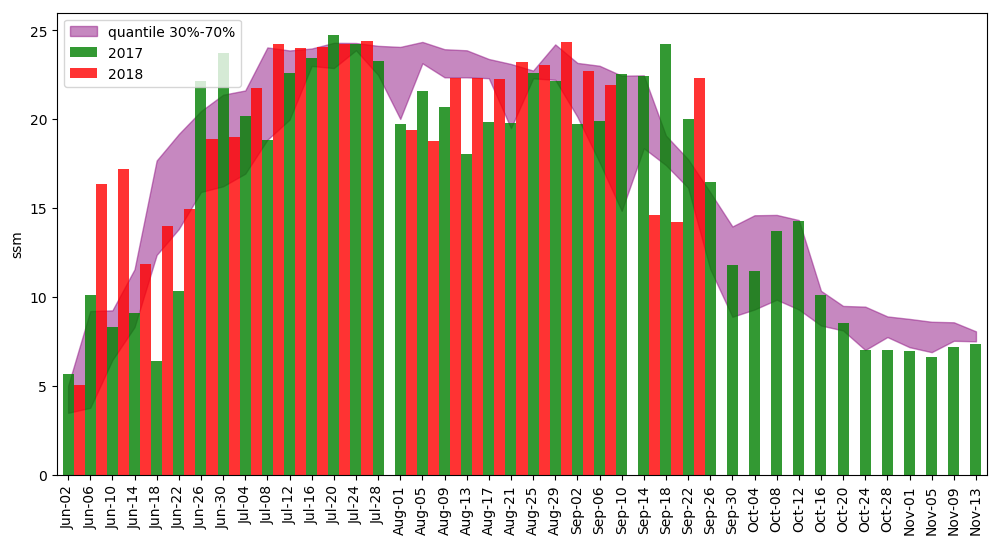 quantile 30%-70%
2017
2018
ssm
25
20
15
10
5
0
Jun-02
Jun-06
Jun-10
Jun-14
Jun-18
Jun-22
Jun-26
Jun-30
Jul-04
Jul-08
Jul-12
Jul-16
Jul-20
Jul-24
Jul-28
Aug-01
Aug-05
Aug-09
Aug-13
Aug-17
Aug-21
Aug-25
Aug-29
Sep-02
Sep-06
Sep-10
Sep-14
Sep-18
Sep-22
Sep-26
Sep-30
Oct-04
Oct-08
Oct-12
Oct-16
Oct-20
Oct-24
Oct-28
Nov-01
Nov-05
Nov-09
Nov-13